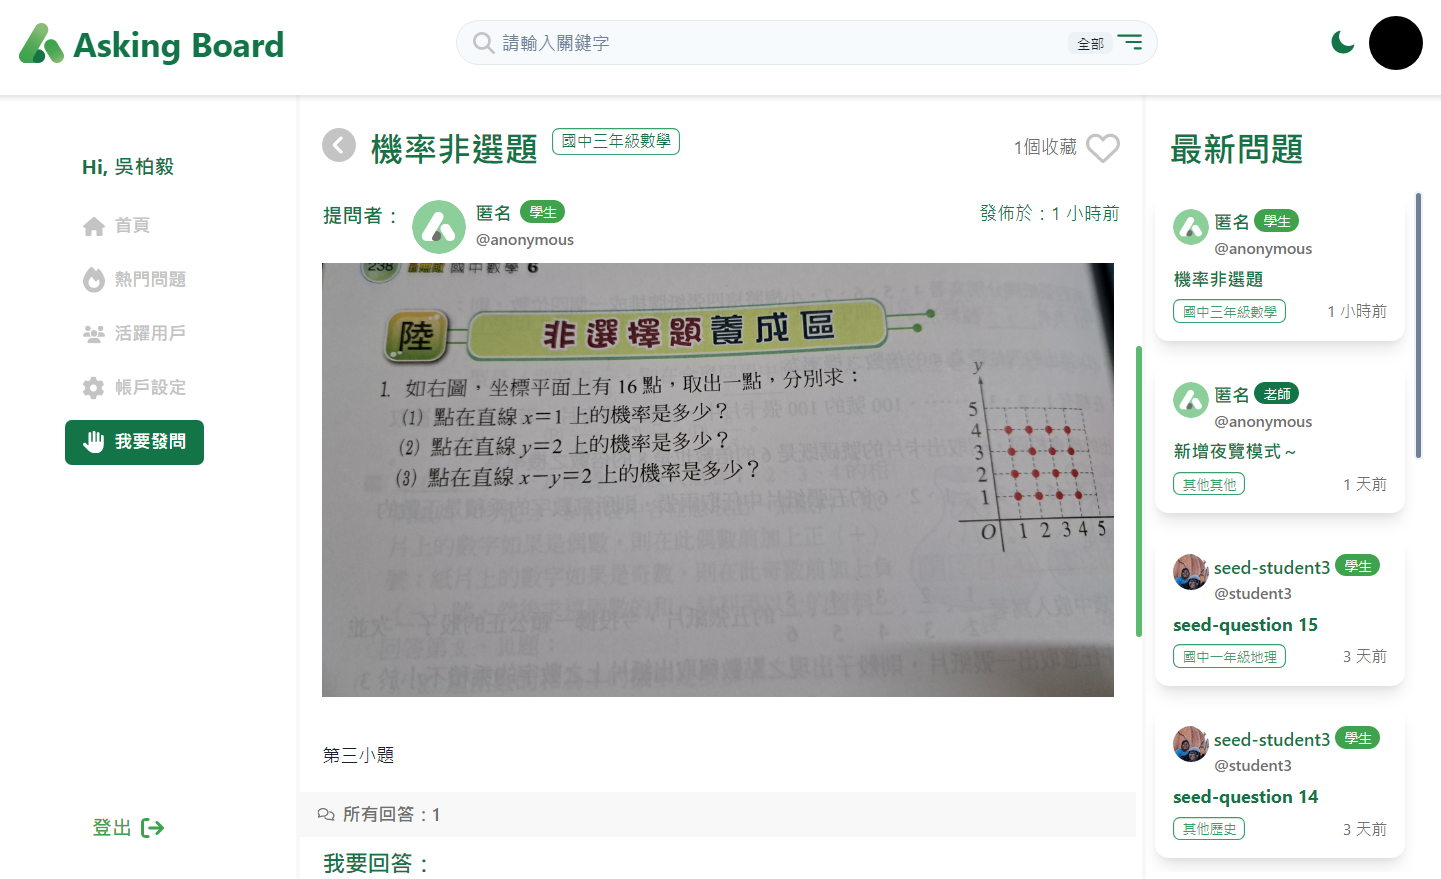 Asking Board
請輸入關鍵字
全部
Hi, 吳柏毅
首頁
熱門問題
活躍用戶
帳戶設定
我要發問
登出
機率非選題
國中三年級數學
1個收藏
提問者：
匿名 學生
@anonymous
發佈於：1 小時前
238
國中數學 6
陸
非選擇題養成區
1. 如右圖，坐標平面上有 16 點，取出一點，分別求：
(1) 點在直線 x=1 上的機率是多少？
(2) 點在直線 y=2 上的機率是多少？
(3) 點在直線 x－y=2 上的機率是多少？
y
5
4
3
2
1
O 1 2 3 4 5
第三小題
所有回答：1
我要回答：
最新問題
匿名 學生
@anonymous
機率非選題
國中三年級數學
1 小時前
匿名 老師
@anonymous
新增夜覽模式～
其他其他
1 天前
seed-student3 學生
@student3
seed-question 15
國中一年級地理
3 天前
seed-student3 學生
@student3
seed-question 14
其他歷史
3 天前